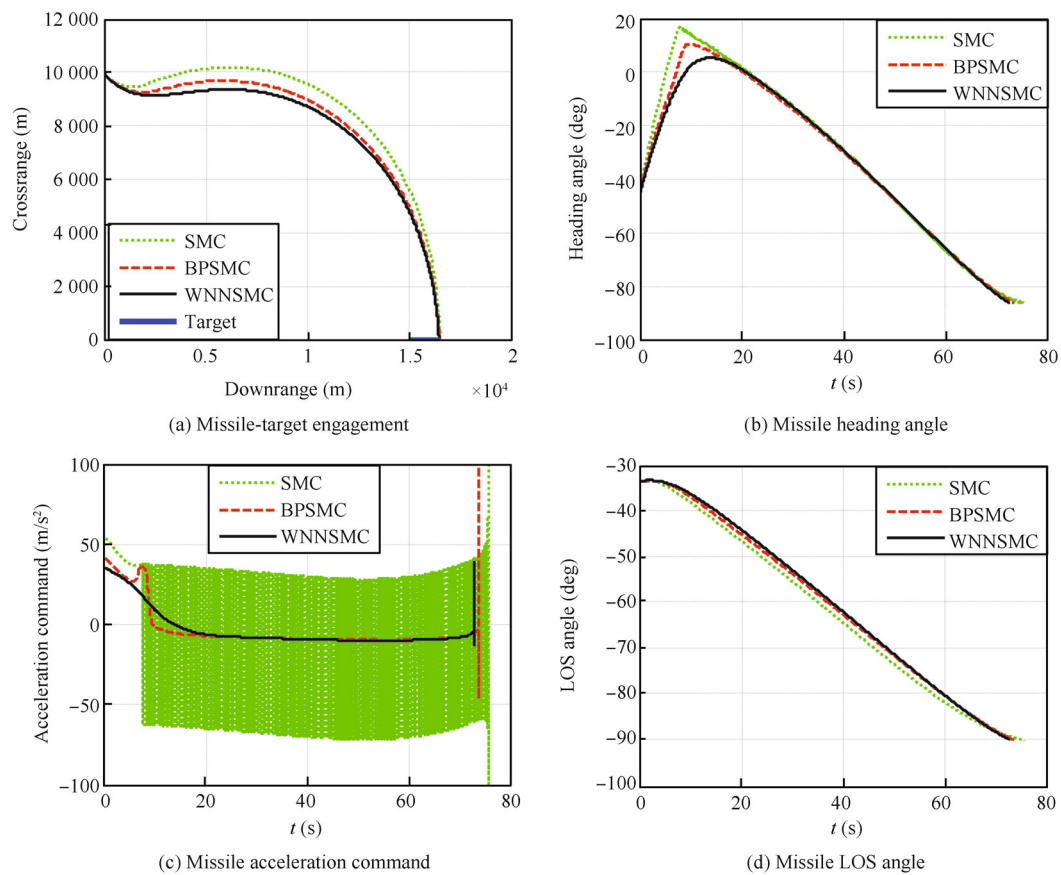 12 000
10 000
8 000
6 000
4 000
2 000
0
Crossrange (m)
SMC
BPSMC
WNNSMC
Target
0 0.5 1.0 1.5 2
Downrange (m) ×10⁴
(a) Missile-target engagement
20
0
−20
−40
−60
−80
−100
Heading angle (deg)
SMC
BPSMC
WNNSMC
0 20 40 60 80
t (s)
(b) Missile heading angle
100
50
0
−50
−100
Acceleration command (m/s²)
SMC
BPSMC
WNNSMC
0 20 40 60 80
t (s)
(c) Missile acceleration command
−30
−40
−50
−60
−70
−80
−90
−100
LOS angle (deg)
SMC
BPSMC
WNNSMC
0 20 40 60 80
t (s)
(d) Missile LOS angle